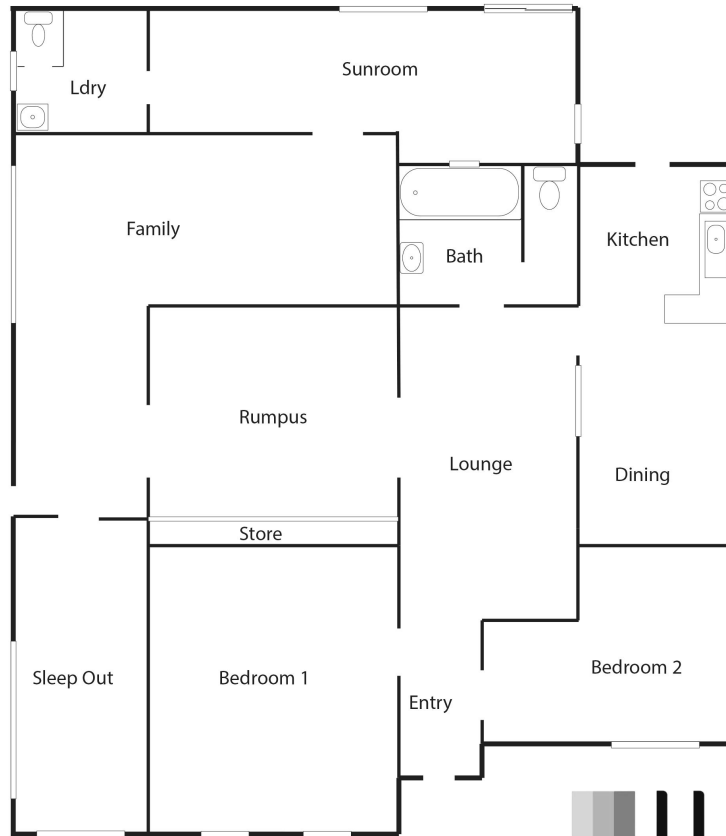 Sunroom
Ldry
Family
Bath
Kitchen
Rumpus
Lounge
Dining
Store
Sleep Out
Bedroom 1
Entry
Bedroom 2